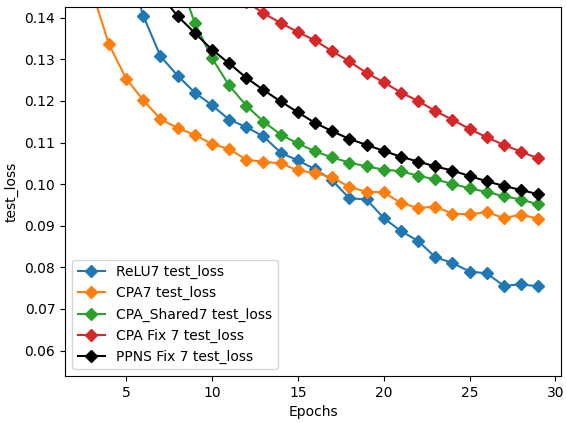 0.14
0.13
0.12
0.11
0.10
0.09
0.08
0.07
0.06
test_loss
ReLU7 test_loss
CPA7 test_loss
CPA_Shared7 test_loss
CPA Fix 7 test_loss
PPNS Fix 7 test_loss
5 10 15 20 25 30
Epochs